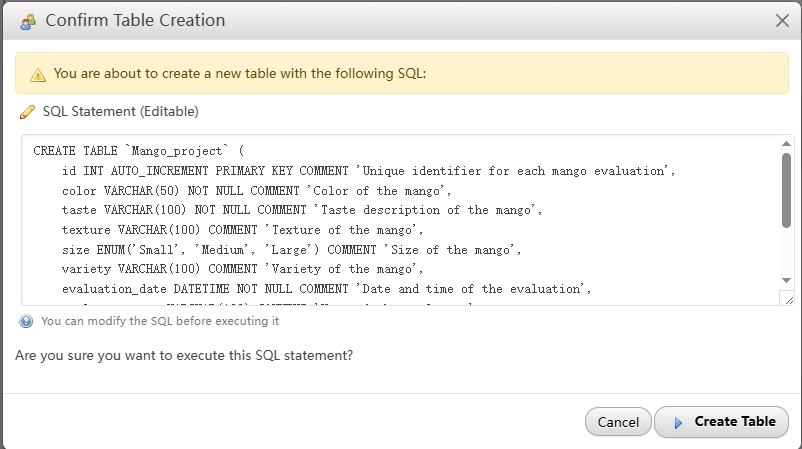 Confirm Table Creation
You are about to create a new table with the following SQL:
SQL Statement (Editable)
CREATE TABLE `Mango_project` (
id INT AUTO_INCREMENT PRIMARY KEY COMMENT 'Unique identifier for each mango evaluation',
color VARCHAR(50) NOT NULL COMMENT 'Color of the mango',
taste VARCHAR(100) NOT NULL COMMENT 'Taste description of the mango',
texture VARCHAR(100) COMMENT 'Texture of the mango',
size ENUM('Small', 'Medium', 'Large') COMMENT 'Size of the mango',
variety VARCHAR(100) COMMENT 'Variety of the mango',
evaluation_date DATETIME NOT NULL COMMENT 'Date and time of the evaluation',
You can modify the SQL before executing it
Are you sure you want to execute this SQL statement?
Cancel
Create Table